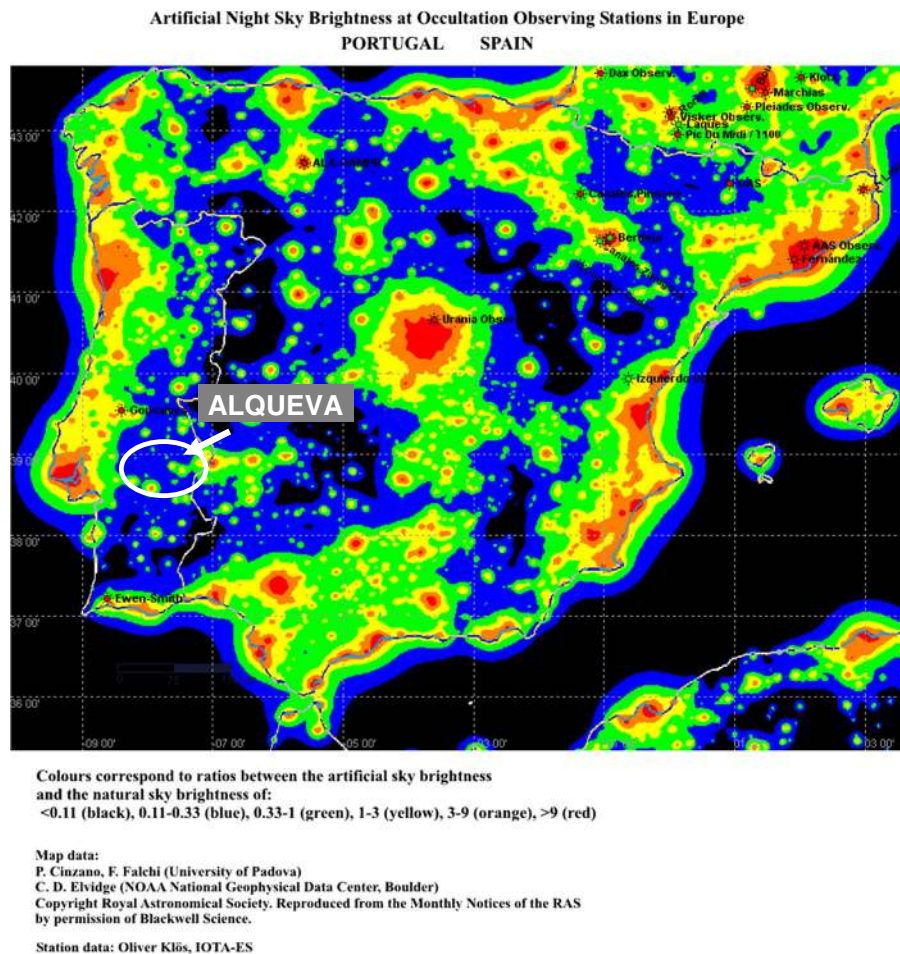 Artificial Night Sky Brightness at Occultation Observing Stations in Europe
PORTUGAL SPAIN
Dax Observ.
Marchias
Pleiades Observ.
Visker Observ.
Laques
Pic Du Midi / 1100
43 00'
42 00'
AAS Observ.
Fernández
41 00'
Urania Obs
40 00'
Izquierdo
ALQUEVA
39 0
38 00'
Ewen-Smith
37 00'
36 00'
-09 00' -07 00' -05 00' -03 00' 03 00'
Colours correspond to ratios between the artificial sky brightness
and the natural sky brightness of:
<0.11 (black), 0.11-0.33 (blue), 0.33-1 (green), 1-3 (yellow), 3-9 (orange), >9 (red)
Map data:
P. Cinzano, F. Falchi (University of Padova)
C. D. Elvidge (NOAA National Geophysical Data Center, Boulder)
Copyright Royal Astronomical Society. Reproduced from the Monthly Notices of the RAS
by permission of Blackwell Science.
Station data: Oliver Klös, IOTA-ES